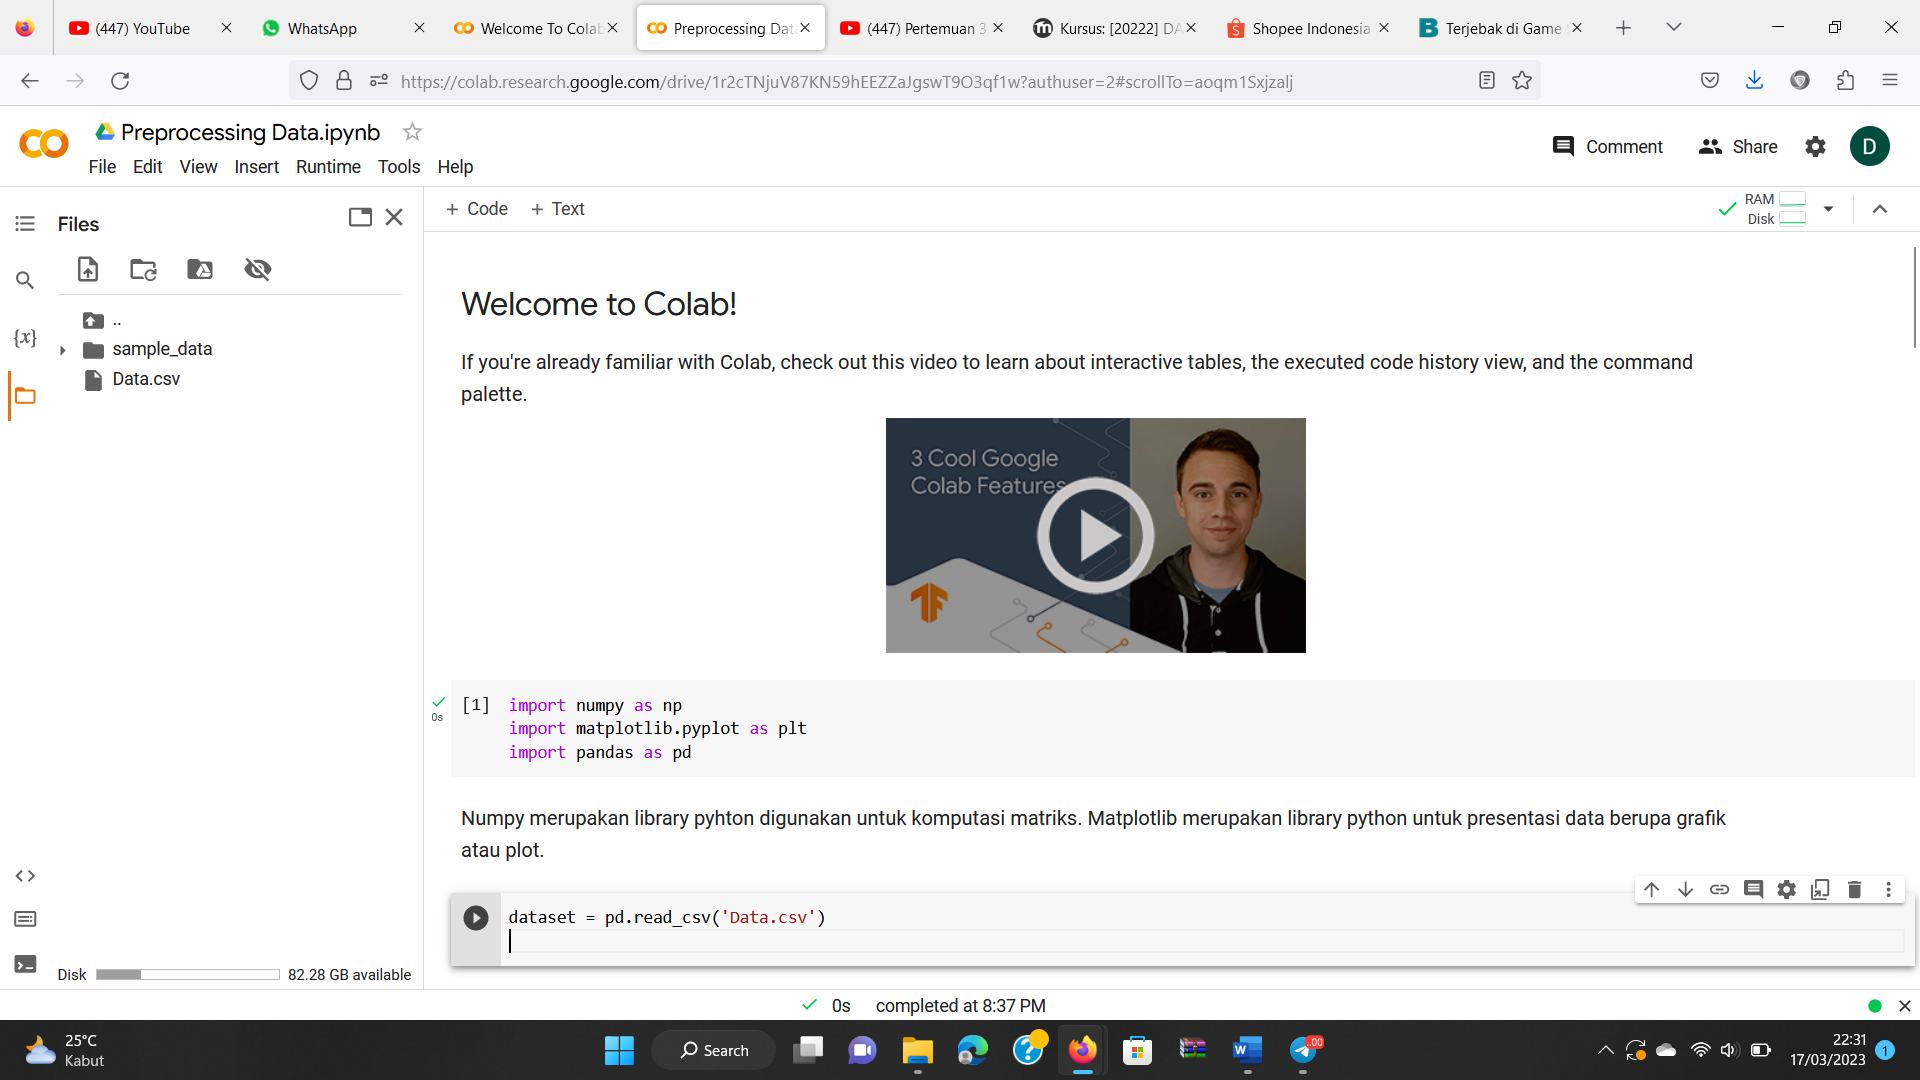 (447) YouTube
WhatsApp
Welcome To Colab
Preprocessing Data
(447) Pertemuan 3
Kursus: [20222] DA
Shopee Indonesia
Terjebak di Game
https://colab.research.google.com/drive/1r2cTNjuV87KN59hEEZZaJgswT9O3qf1w?authuser=2#scrollTo=aoqm1Sxjzalj
Preprocessing Data.ipynb
File Edit View Insert Runtime Tools Help
Comment
Share
D
Files
+ Code + Text
RAM
Disk
..
sample_data
Data.csv
{x}
Welcome to Colab!
If you're already familiar with Colab, check out this video to learn about interactive tables, the executed code history view, and the command
palette.
3 Cool Google
Colab Features
[1] import numpy as np
0s
import matplotlib.pyplot as plt
import pandas as pd
Numpy merupakan library pyhton digunakan untuk komputasi matriks. Matplotlib merupakan library python untuk presentasi data berupa grafik
atau plot.
dataset = pd.read_csv('Data.csv')
Disk 82.28 GB available
0s completed at 8:37 PM
25°C
Kabut
Search
.00
22:31
17/03/2023
1